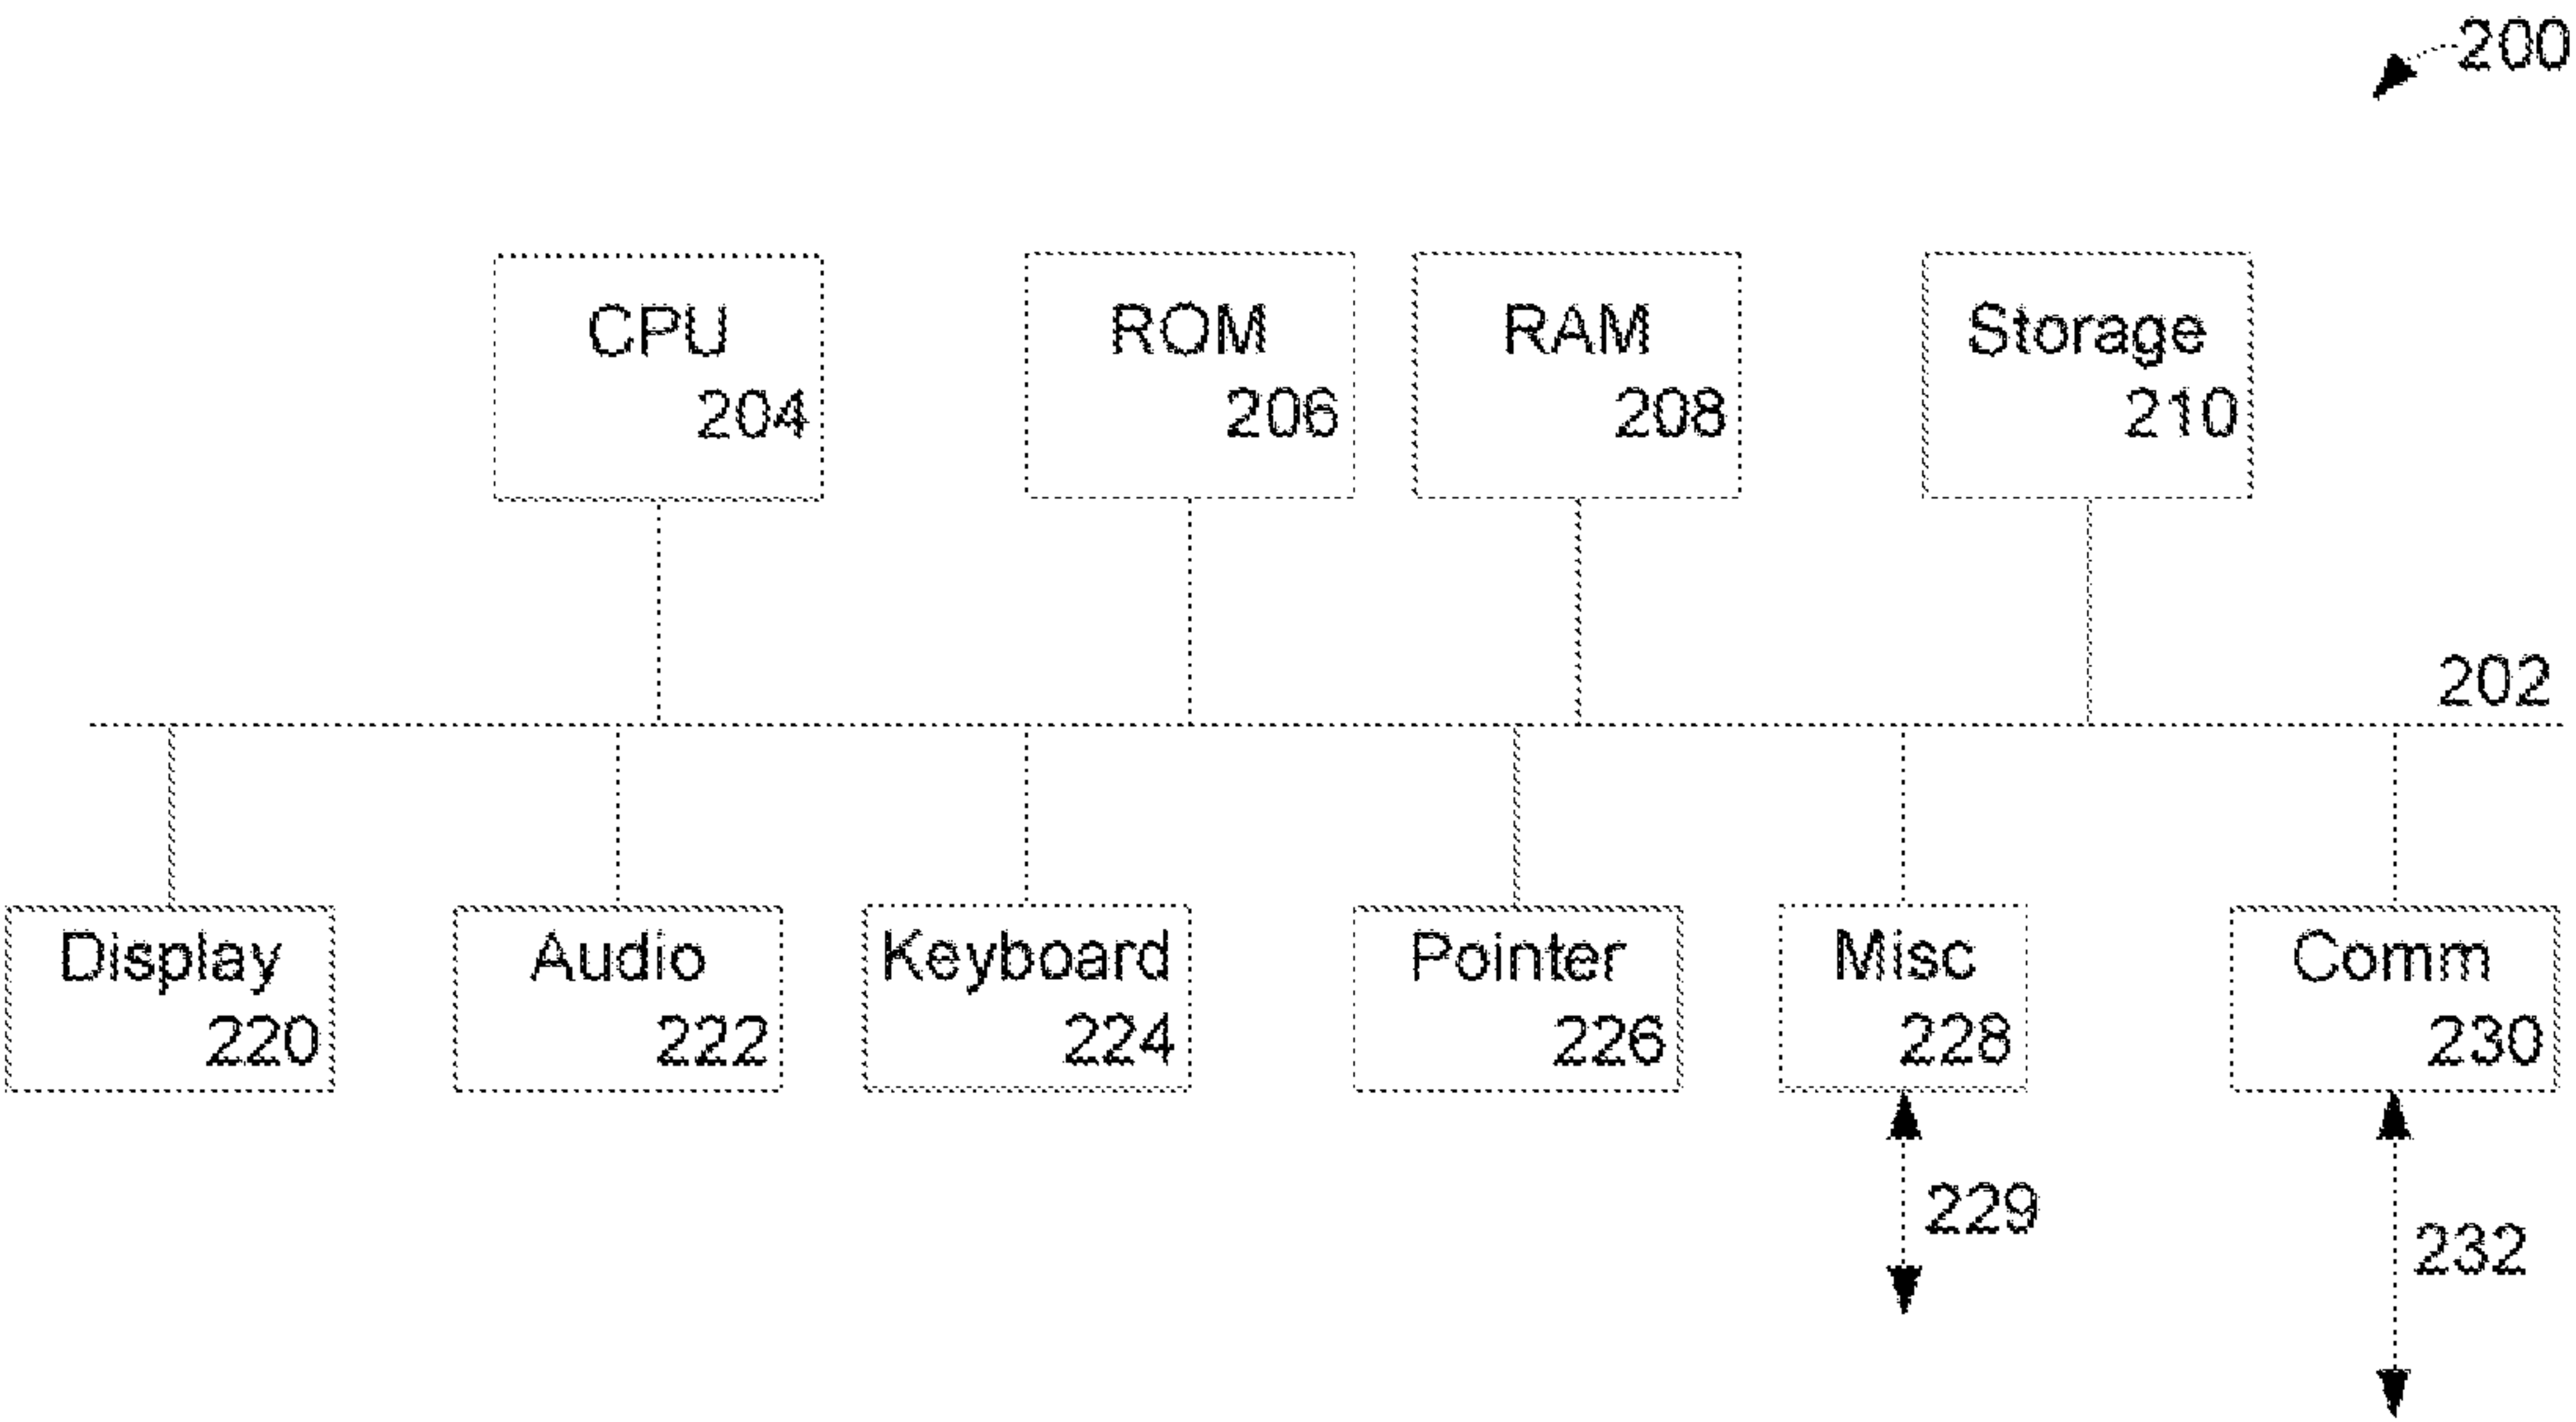 200
CPU
204
ROM
206
RAM
208
Storage
210
202
Display
220
Audio
222
Keyboard
224
Pointer
226
Misc
228
Comm
230
229
232